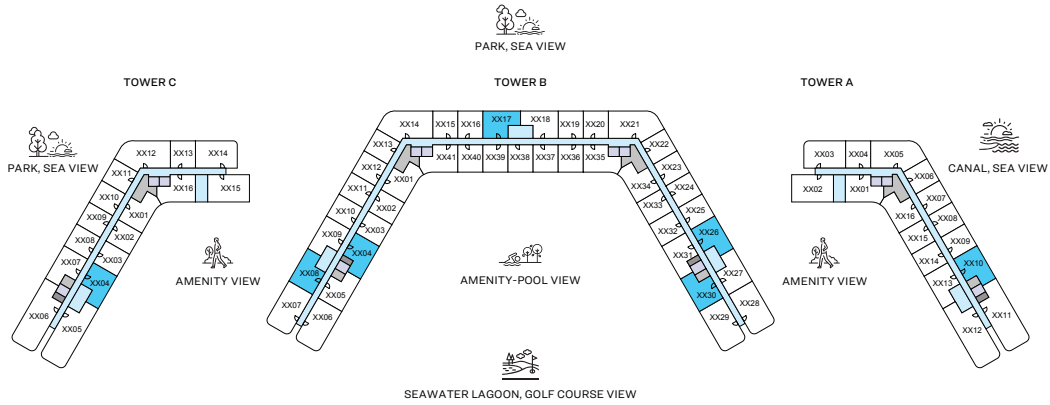 PARK, SEA VIEW
TOWER C
TOWER B
TOWER A
PARK, SEA VIEW
CANAL, SEA VIEW
XX12
XX13
XX14
XX11
XX16
XX15
XX10
XX01
XX09
XX02
XX08
XX03
XX07
XX04
XX06
XX05
AMENITY VIEW
XX14
XX15
XX16
XX17
XX18
XX19
XX20
XX21
XX13
XX41
XX40
XX39
XX38
XX37
XX36
XX35
XX22
XX12
XX01
XX34
XX23
XX11
XX02
XX33
XX24
XX10
XX03
XX32
XX25
XX09
XX04
XX31
XX26
XX08
XX05
XX30
XX27
XX07
XX06
XX29
XX28
AMENITY-POOL VIEW
XX03
XX04
XX05
XX02
XX01
XX06
XX16
XX07
XX15
XX08
XX14
XX09
XX13
XX10
XX12
XX11
AMENITY VIEW
SEAWATER LAGOON, GOLF COURSE VIEW